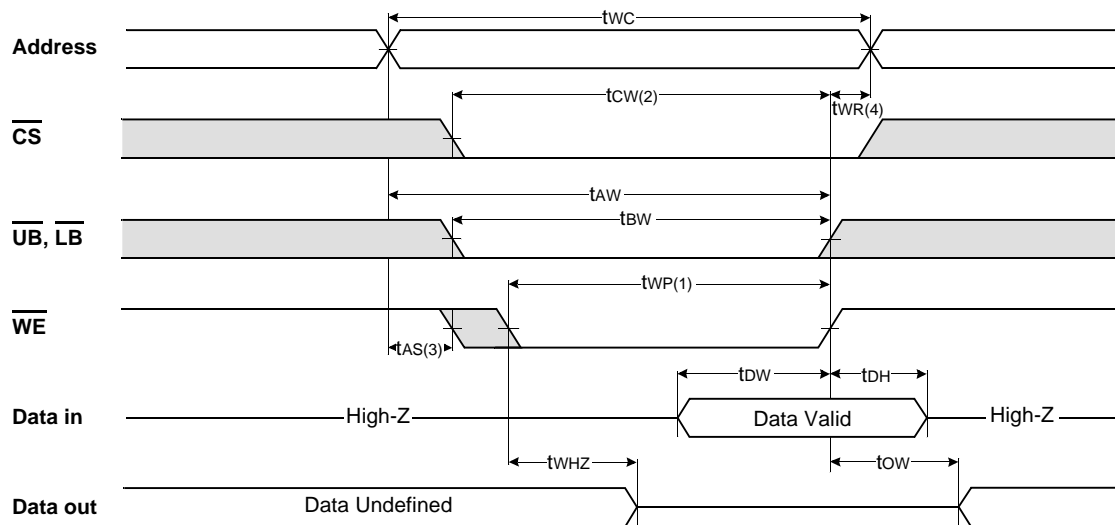 tWC
Address
tCW(2)
tWR(4)
CS
tAW
tBW
UB, LB
tWP(1)
WE
tAS(3)
tDW
tDH
Data in
High-Z
Data Valid
High-Z
tWHZ
tOW
Data out
Data Undefined